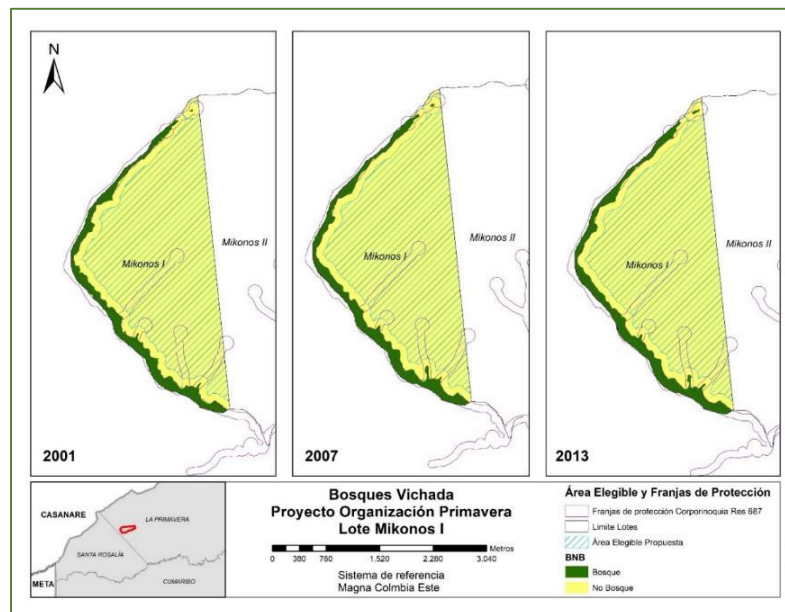 N
Mikonos II
Mikonos I
2001
Mikonos II
Mikonos I
2007
Mikonos II
Mikonos I
2013
CASANARE
LA PRIMAVERA
SANTA ROSALÍA
META
CUMARIBO
Bosques Vichada
Proyecto Organización Primavera
Lote Mikonos I
Metros
0 380 760 1.520 2.280 3.040
Sistema de referencia
Magna Colmbia Este
Área Elegible y Franjas de Protección
Franjas de protección Corporinoquia Res 687
Limite Lotes
Área Elegible Propuesta
BNB
Bosque
No Bosque